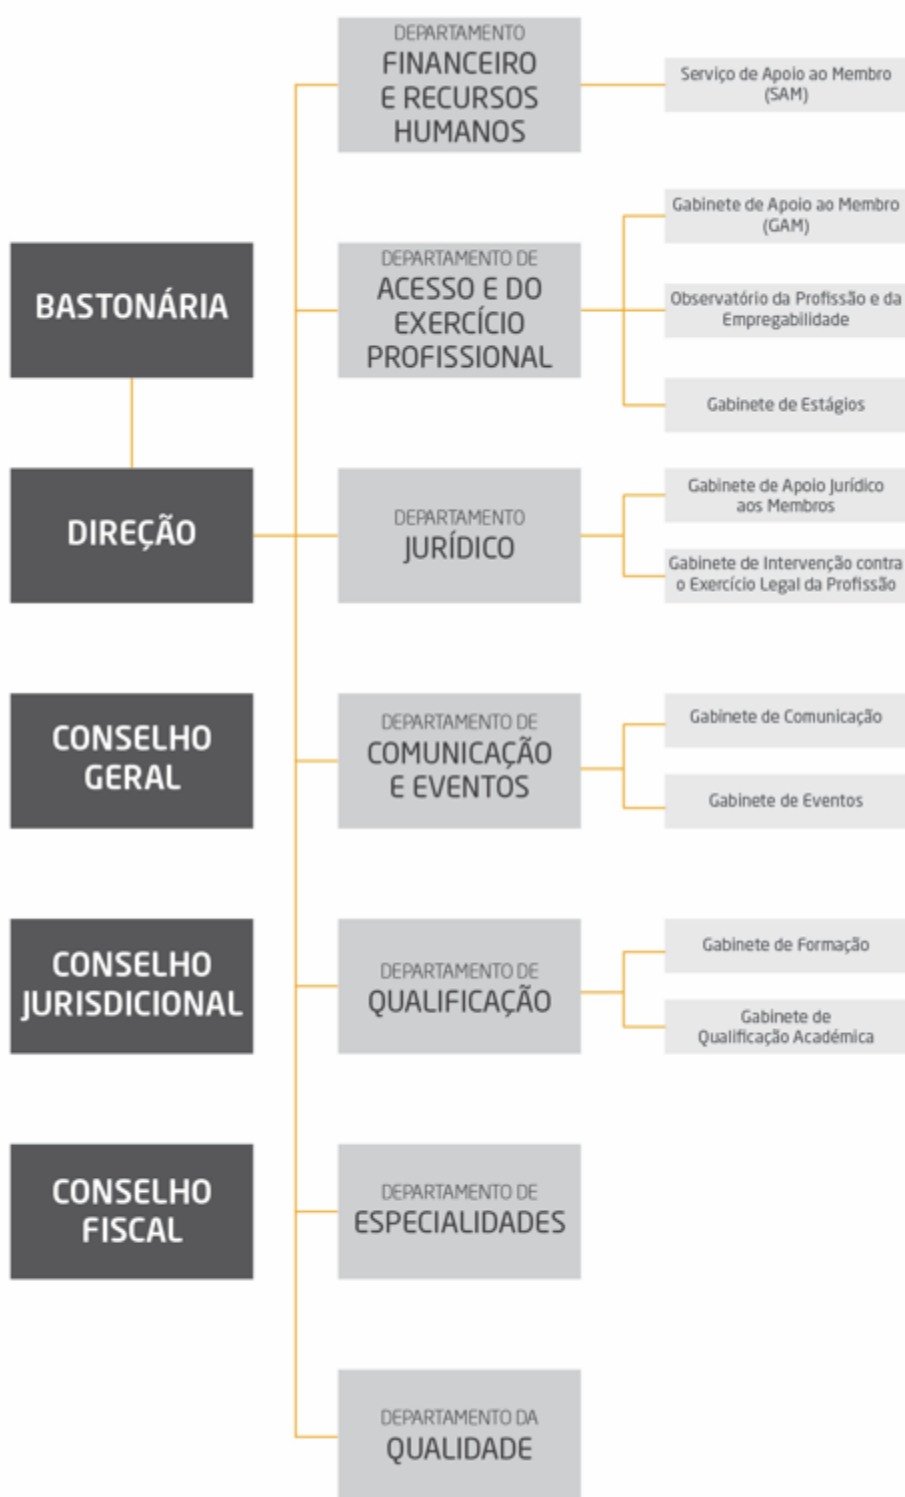 BASTONÁRIA
DIREÇÃO
CONSELHO
GERAL
CONSELHO
JURISDICIONAL
CONSELHO
FISCAL
DEPARTAMENTO
FINANCEIRO
E RECURSOS
HUMANOS
Serviço de Apoio ao Membro
(SAM)
DEPARTAMENTO DE
ACESSO E DO
EXERCÍCIO
PROFISSIONAL
Gabinete de Apoio ao Membro
(GAM)
Observatório da Profissão e da
Empregabilidade
Gabinete de Estágios
DEPARTAMENTO
JURÍDICO
Gabinete de Apoio Jurídico
aos Membros
Gabinete de Intervenção contra
o Exercício Legal da Profissão
DEPARTAMENTO DE
COMUNICAÇÃO
E EVENTOS
Gabinete de Comunicação
Gabinete de Eventos
DEPARTAMENTO DE
QUALIFICAÇÃO
Gabinete de Formação
Gabinete de
Qualificação Académica
DEPARTAMENTO DE
ESPECIALIDADES
DEPARTAMENTO DA
QUALIDADE